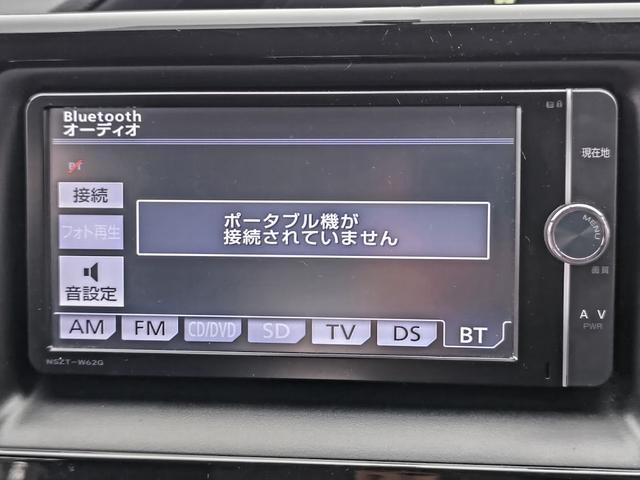 Bluetooth
オーディオ
BT
接続
フォト再生
音設定
ポータブル機が
接続されていません
AM
FM
CD/DVD
SD
TV
DS
BT
NSZT-W62G
現在地
MENU
画質
AV
PWR